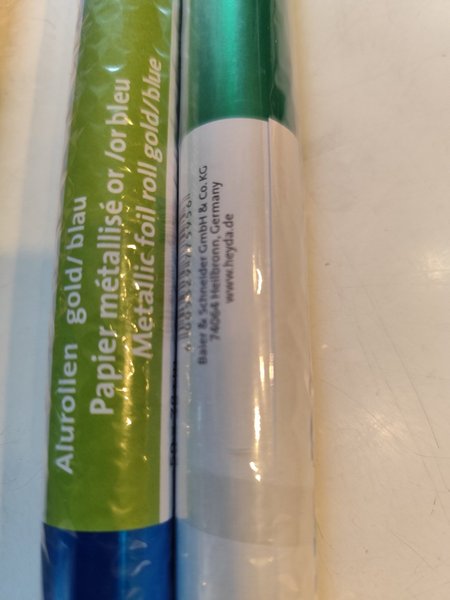 Alurollen gold/blau
Papier métallisé or /or bleu
Metallic foil roll gold/blue
Baier & Schneider GmbH & Co.KG
74064 Heilbronn, Germany
www.heyda.de